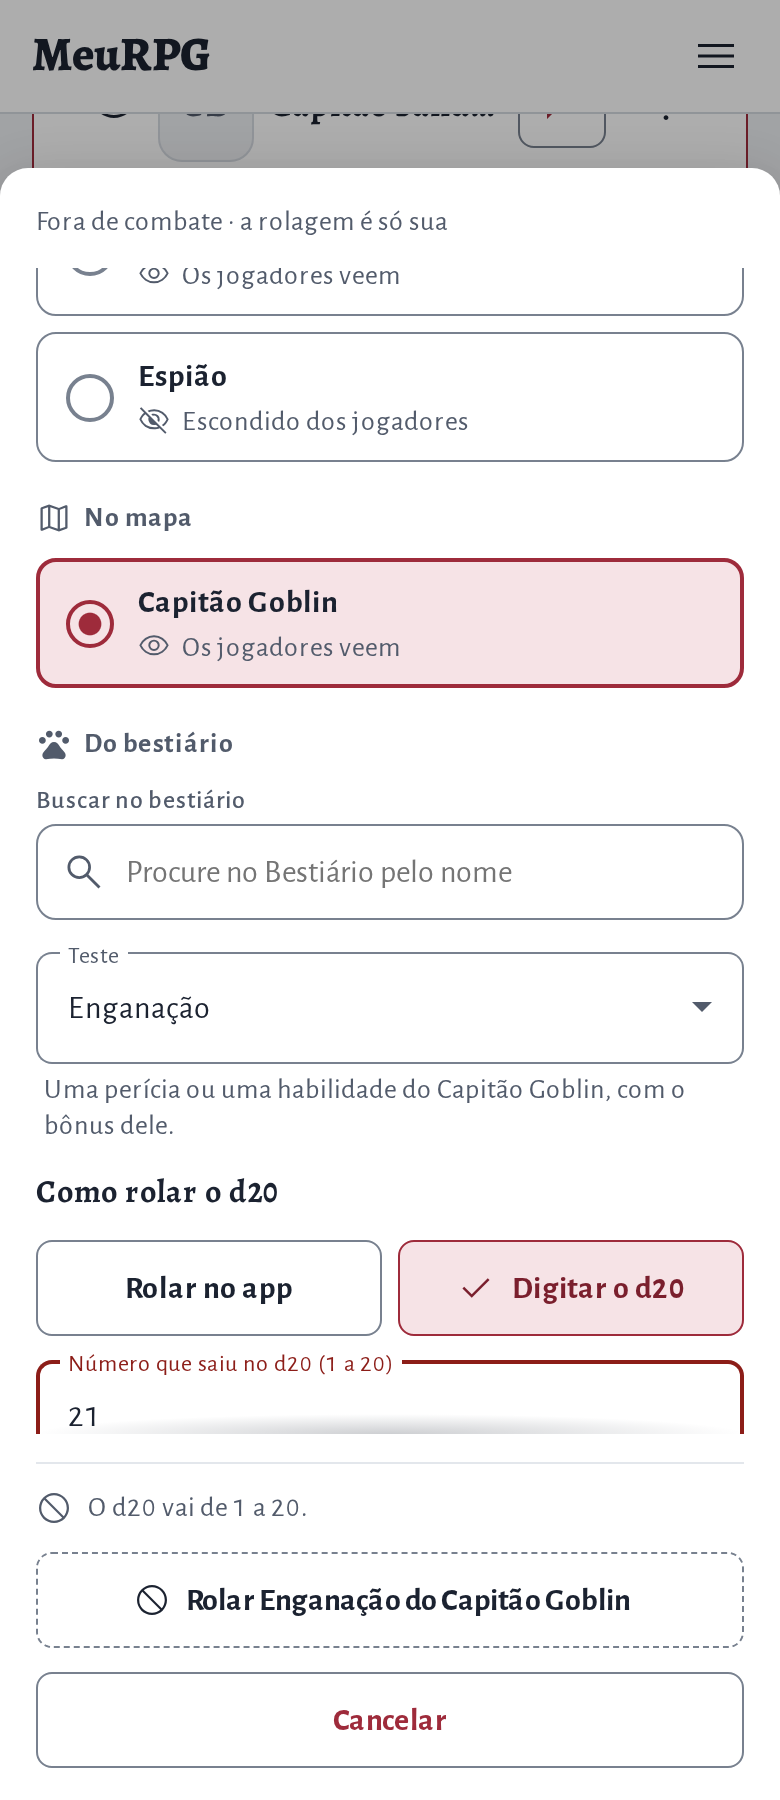 MeuRPG
Fora de combate · a rolagem é só sua
Os jogadores veem
Espião
Escondido dos jogadores
No mapa
Capitão Goblin
Os jogadores veem
Do bestiário
Buscar no bestiário
Procure no Bestiário pelo nome
Teste
Enganação
Uma perícia ou uma habilidade do Capitão Goblin, com o
bônus dele.
Como rolar o d20
Rolar no app
Digitar o d20
Número que saiu no d20 (1 a 20)
21
O d20 vai de 1 a 20.
Rolar Enganação do Capitão Goblin
Cancelar